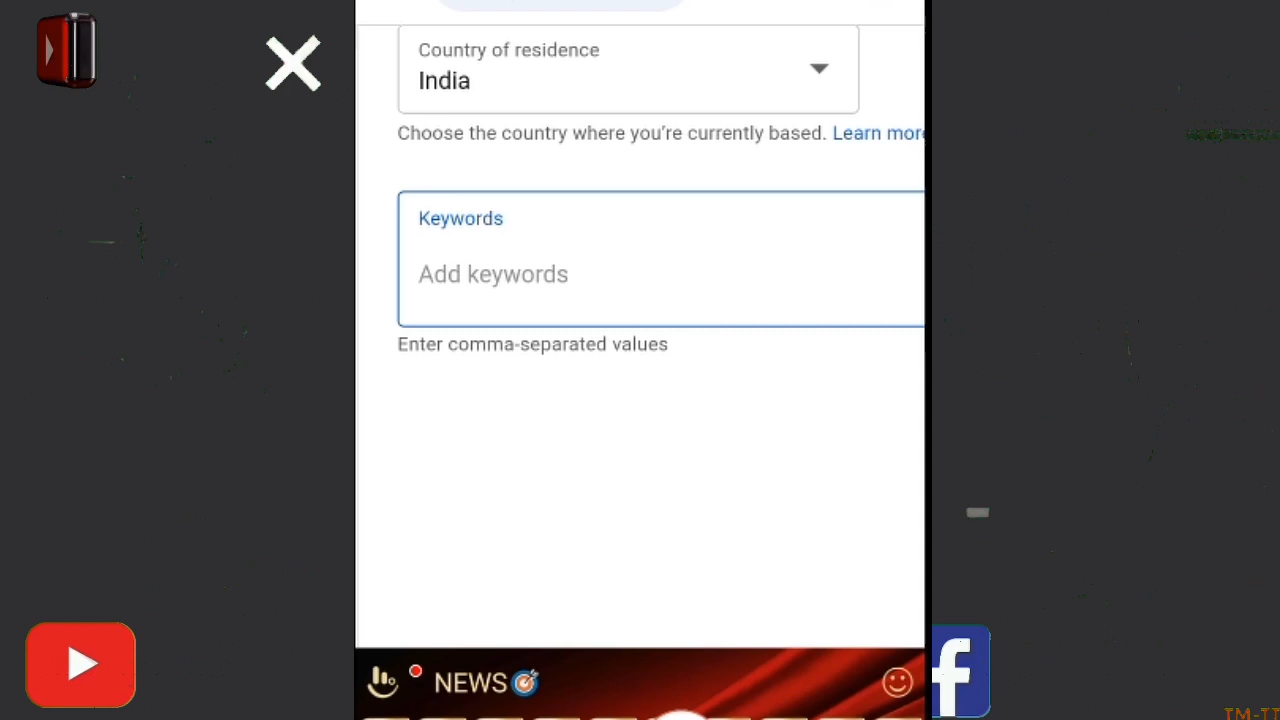 Country of residence
India
Choose the country where you're currently based. Learn more
Keywords
Add keywords
Enter comma-separated values
NEWS